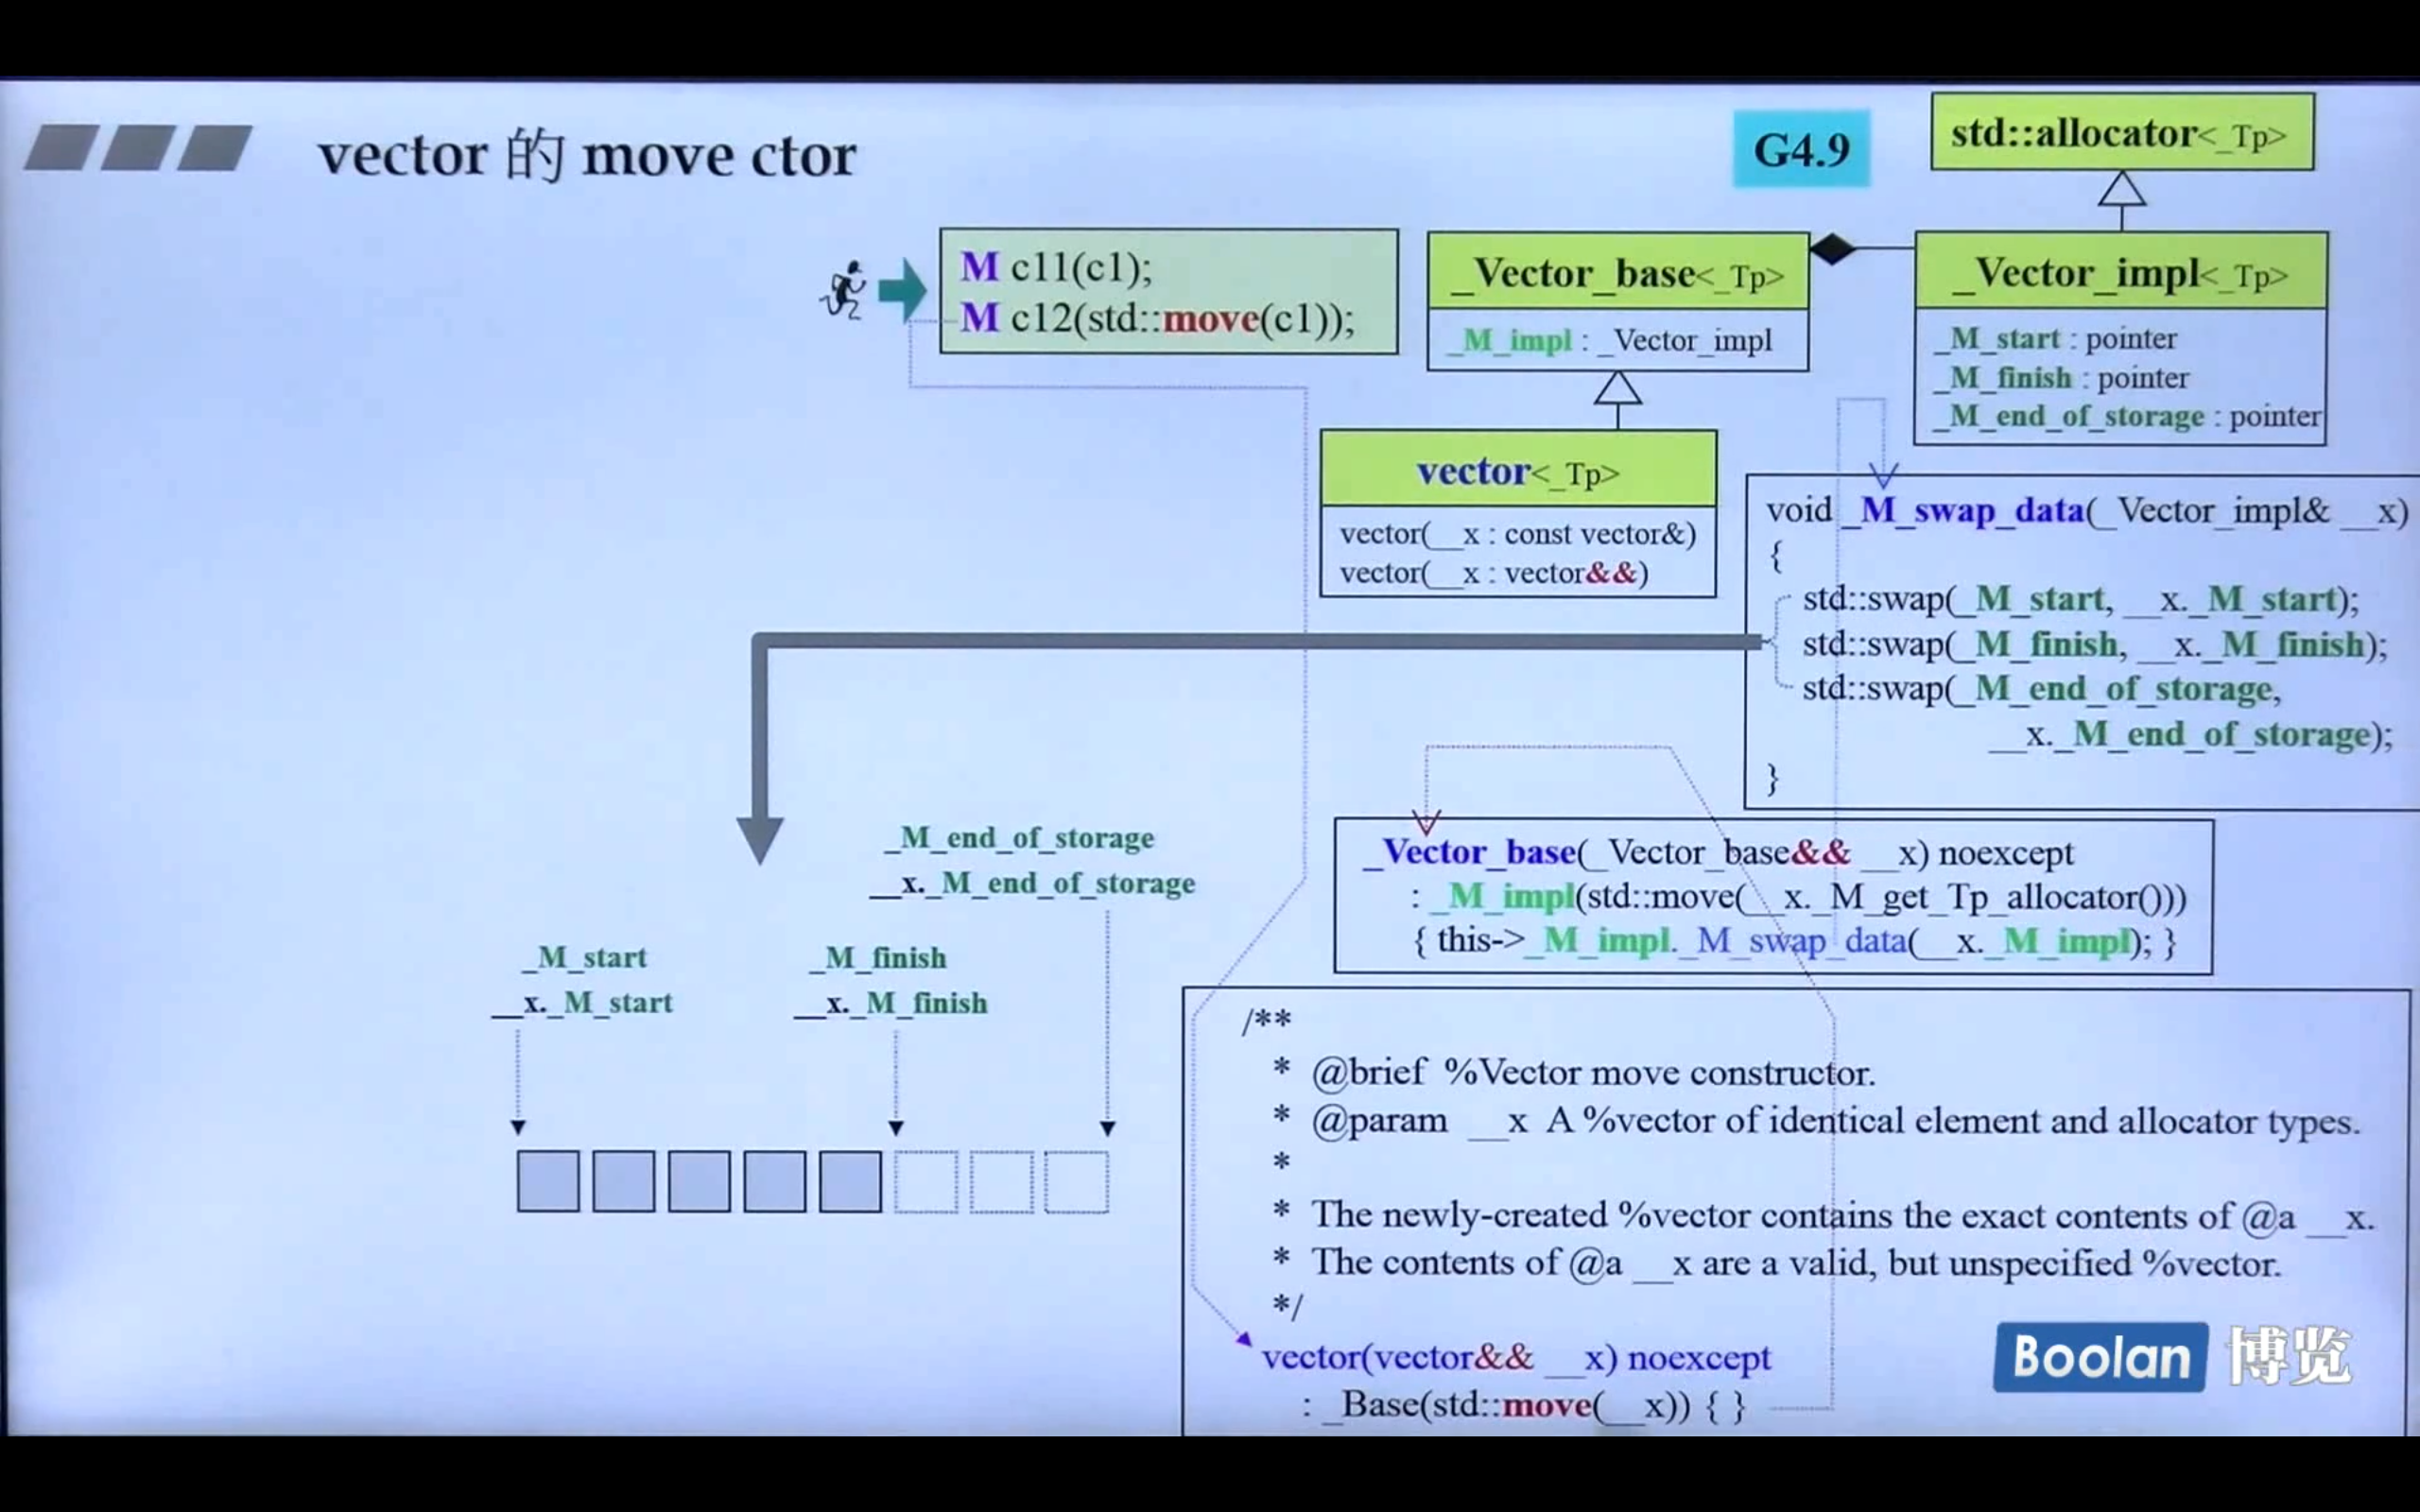 vector 的 move ctor
G4.9
std::allocator<_Tp>
M c11(c1);
M c12(std::move(c1));
_Vector_base<_Tp>
_M_impl : _Vector_impl
_Vector_impl<_Tp>
_M_start : pointer
_M_finish : pointer
_M_end_of_storage : pointer
vector<_Tp>
vector(__x : const vector&)
vector(__x : vector&&)
void _M_swap_data(_Vector_impl& __x)
{
std::swap(_M_start, __x._M_start);
std::swap(_M_finish, __x._M_finish);
std::swap(_M_end_of_storage,
__x._M_end_of_storage);
}
_M_end_of_storage
__x._M_end_of_storage
_M_start
__x._M_start
_M_finish
__x._M_finish
_Vector_base(_Vector_base&& __x) noexcept
: _M_impl(std::move(__x._M_get_Tp_allocator()))
{ this->_M_impl._M_swap_data(__x._M_impl); }
/**
* @brief %Vector move constructor.
* @param __x A %vector of identical element and allocator types.
*
* The newly-created %vector contains the exact contents of @a __x.
* The contents of @a __x are a valid, but unspecified %vector.
*/
vector(vector&& __x) noexcept
: _Base(std::move(__x)) { }
Boolan 博览